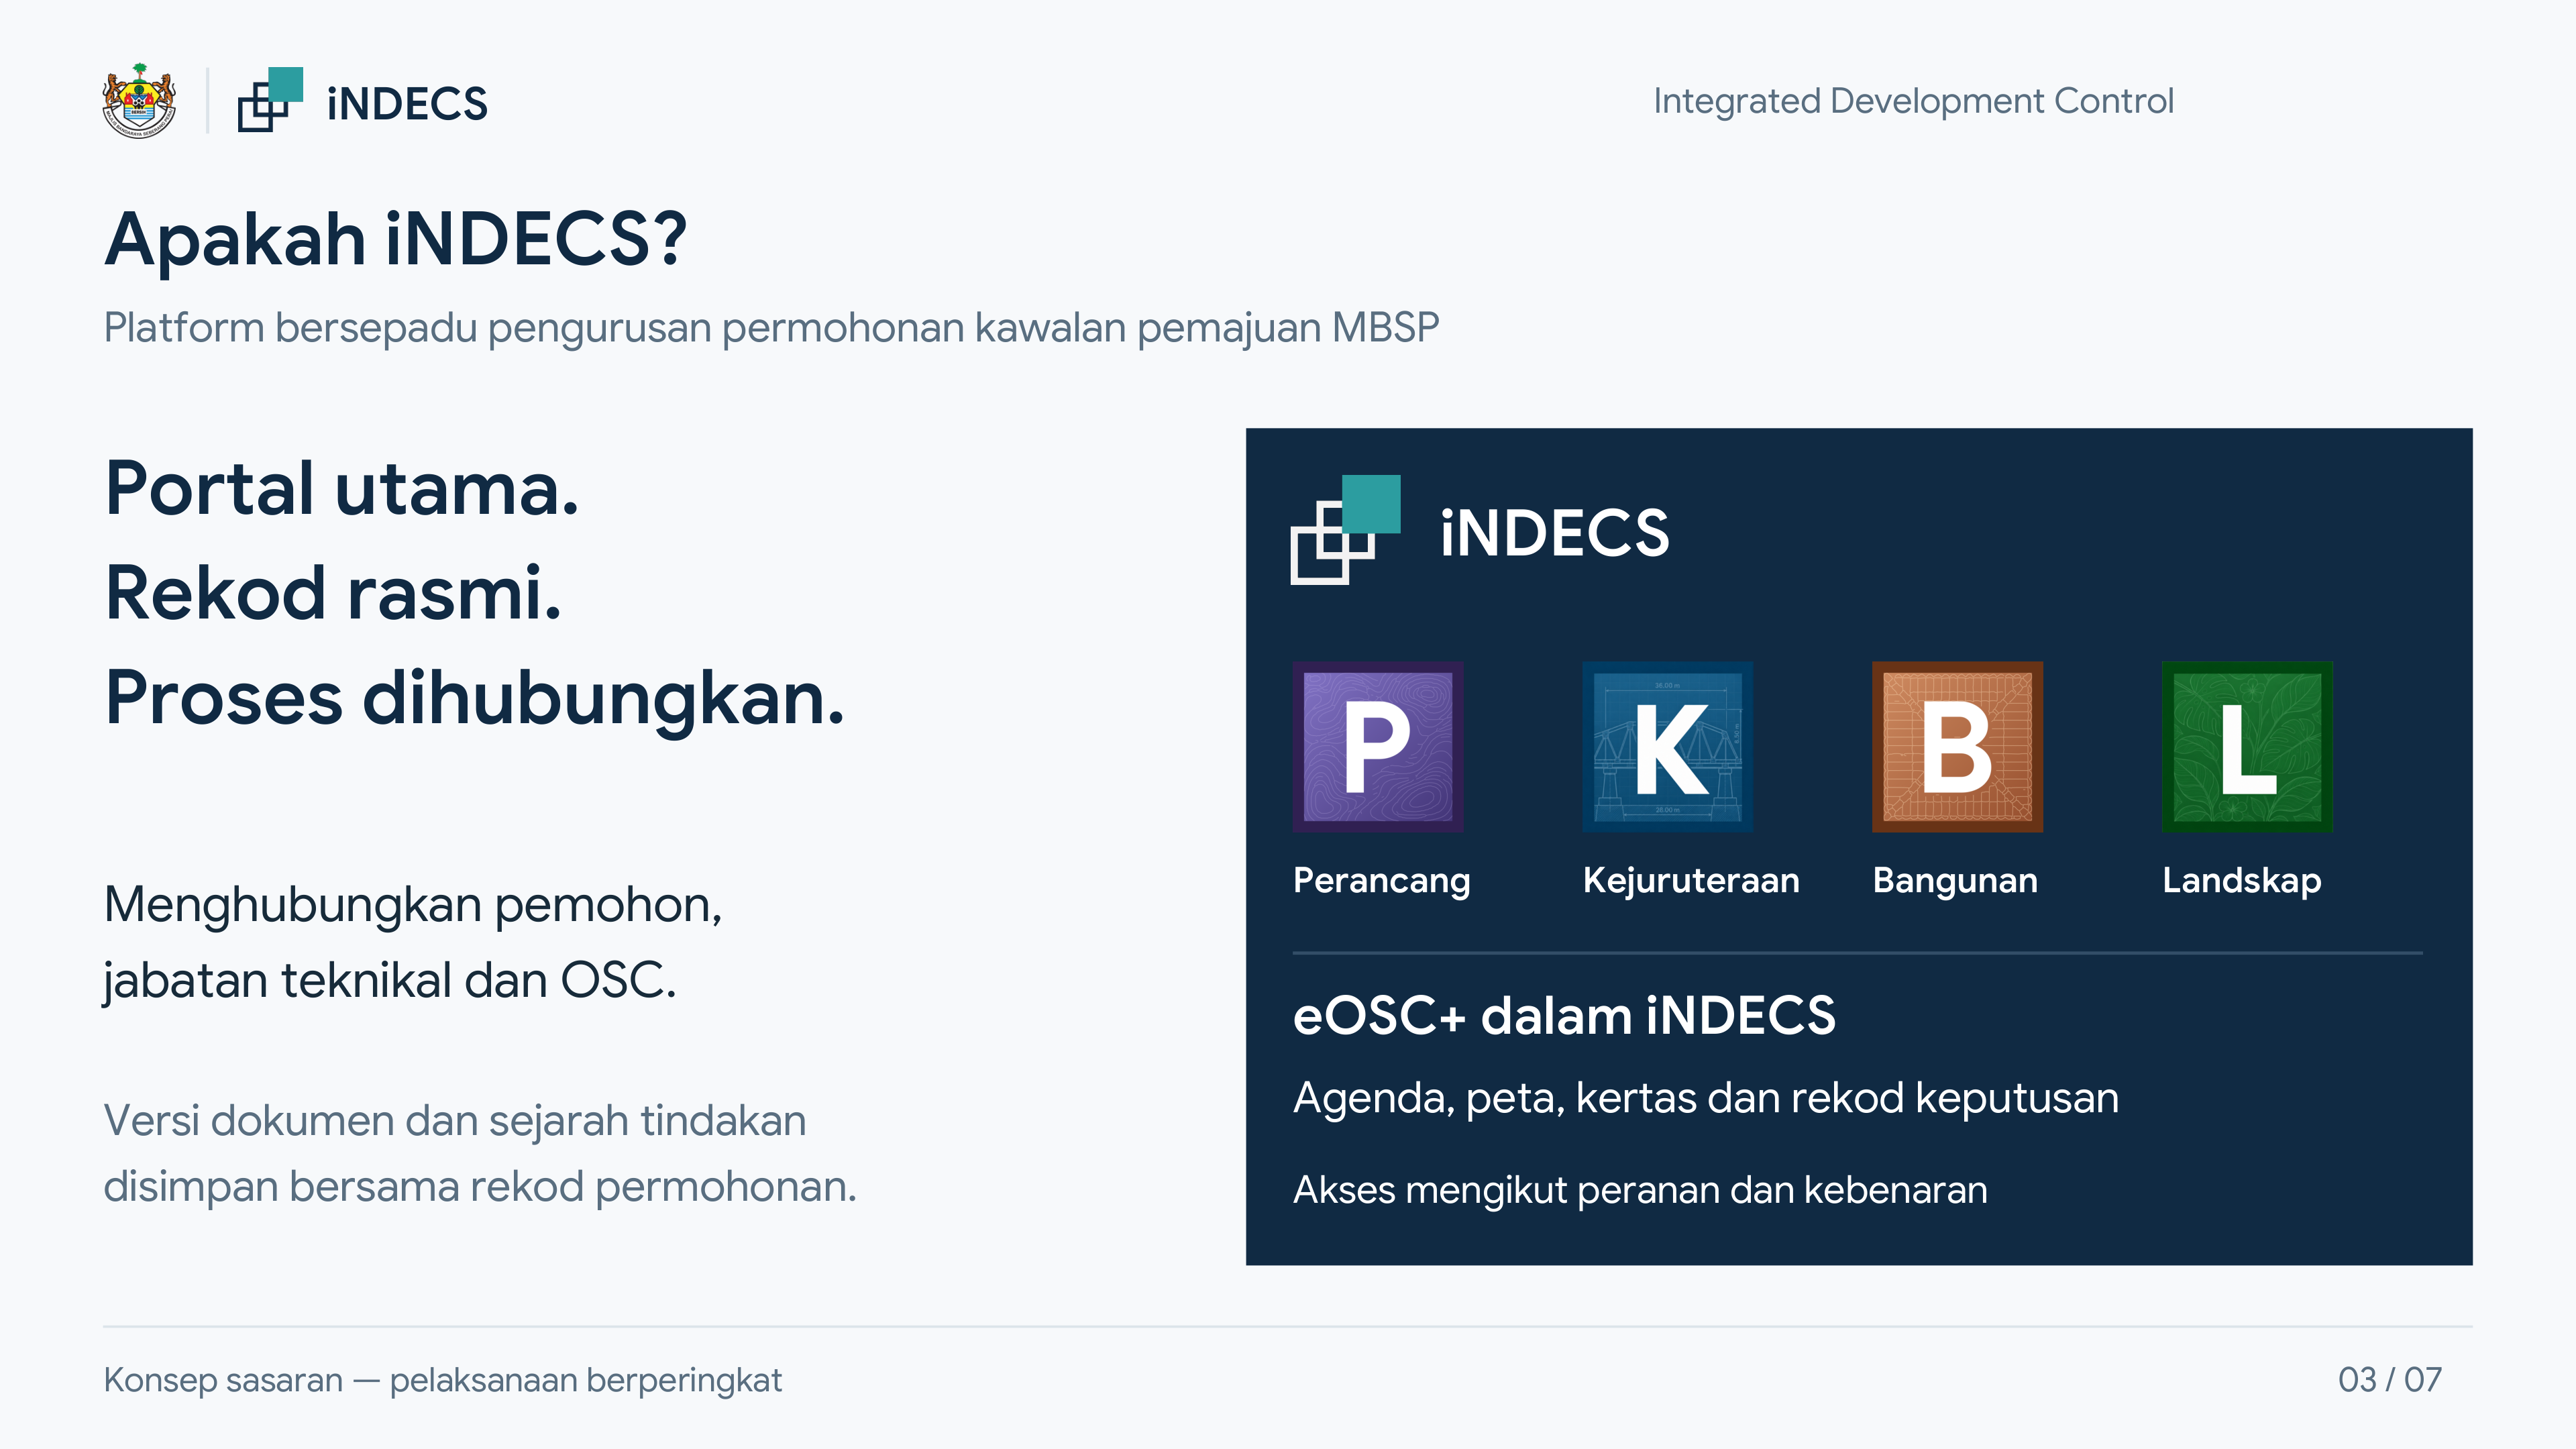 iNDECS
Integrated Development Control
Apakah iNDECS?
Platform bersepadu pengurusan permohonan kawalan pemajuan MBSP
Portal utama.
Rekod rasmi.
Proses dihubungkan.
Menghubungkan pemohon,
jabatan teknikal dan OSC.
Versi dokumen dan sejarah tindakan
disimpan bersama rekod permohonan.
iNDECS
P
K
B
L
Perancang
Kejuruteraan
Bangunan
Landskap
eOSC+ dalam iNDECS
Agenda, peta, kertas dan rekod keputusan
Akses mengikut peranan dan kebenaran
Konsep sasaran — pelaksanaan berperingkat
03 / 07